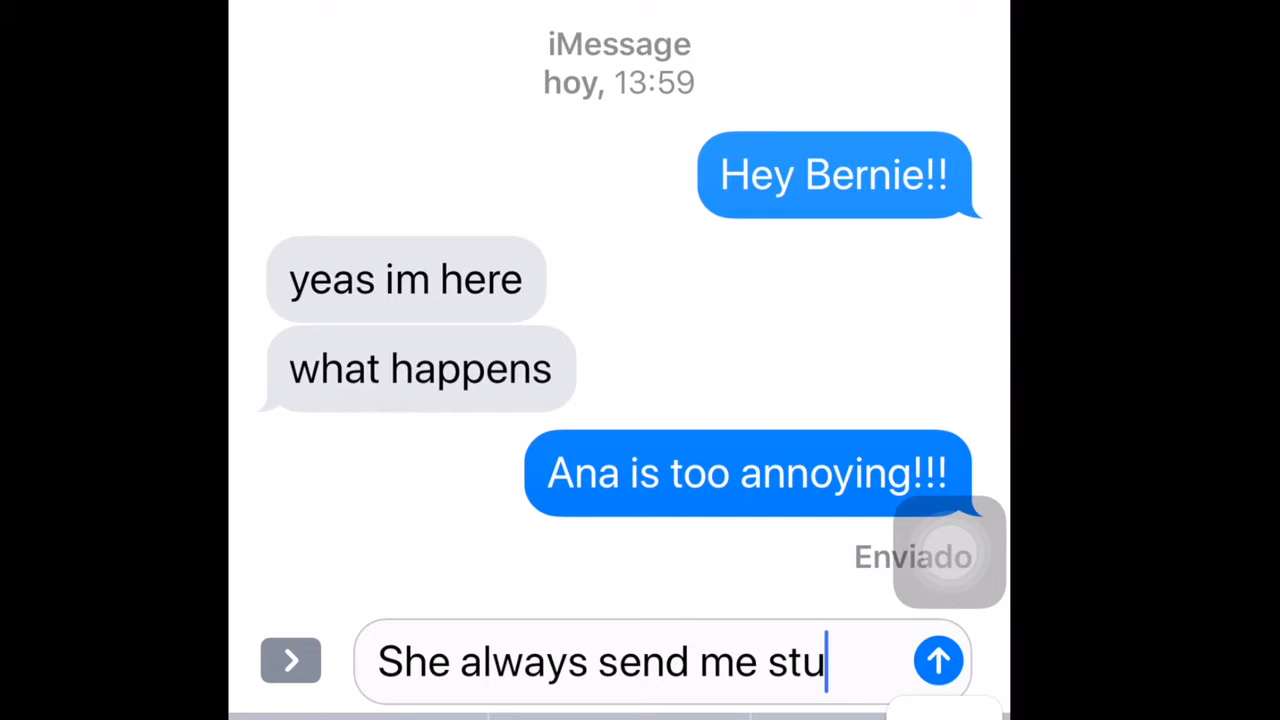 iMessage
hoy, 13:59
Hey Bernie!!
yeas im here
what happens
Ana is too annoying!!!
Enviado
She always send me stu